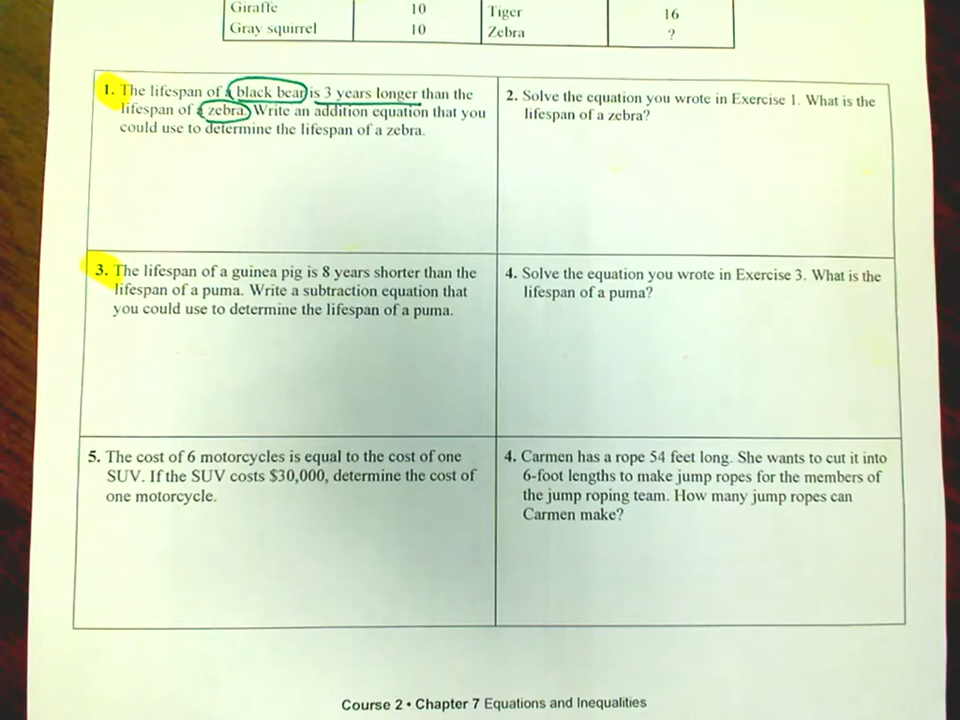 Giraffe 10 Tiger 16
Gray squirrel 10 Zebra ?
1. The lifespan of a black bear is 3 years longer than the
lifespan of a zebra. Write an addition equation that you
could use to determine the lifespan of a zebra.
2. Solve the equation you wrote in Exercise 1. What is the
lifespan of a zebra?
3. The lifespan of a guinea pig is 8 years shorter than the
lifespan of a puma. Write a subtraction equation that
you could use to determine the lifespan of a puma.
4. Solve the equation you wrote in Exercise 3. What is the
lifespan of a puma?
5. The cost of 6 motorcycles is equal to the cost of one
SUV. If the SUV costs $30,000, determine the cost of
one motorcycle.
4. Carmen has a rope 54 feet long. She wants to cut it into
6-foot lengths to make jump ropes for the members of
the jump roping team. How many jump ropes can
Carmen make?
Course 2 • Chapter 7 Equations and Inequalities